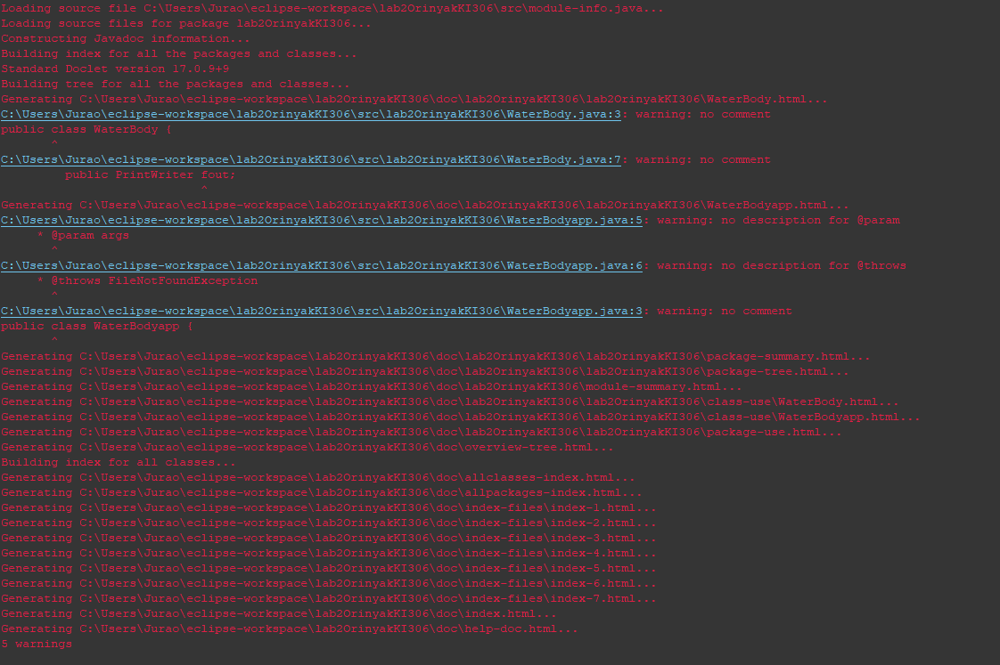 Loading source file C:\Users\Jurao\eclipse-workspace\lab2OrinyakKI306\src\module-info.java...
Loading source files for package lab2OrinyakKI306...
Constructing Javadoc information...
Building index for all the packages and classes...
Standard Doclet version 17.0.9+9
Building tree for all the packages and classes...
Generating C:\Users\Jurao\eclipse-workspace\lab2OrinyakKI306\doc\lab2OrinyakKI306\lab2OrinyakKI306\WaterBody.html...
C:\Users\Jurao\eclipse-workspace\lab2OrinyakKI306\src\lab2OrinyakKI306\WaterBody.java:3: warning: no comment
public class WaterBody {
       ^
C:\Users\Jurao\eclipse-workspace\lab2OrinyakKI306\src\lab2OrinyakKI306\WaterBody.java:7: warning: no comment
         public PrintWriter fout;
                            ^
Generating C:\Users\Jurao\eclipse-workspace\lab2OrinyakKI306\doc\lab2OrinyakKI306\lab2OrinyakKI306\WaterBodyapp.html...
C:\Users\Jurao\eclipse-workspace\lab2OrinyakKI306\src\lab2OrinyakKI306\WaterBodyapp.java:5: warning: no description for @param
     * @param args
       ^
C:\Users\Jurao\eclipse-workspace\lab2OrinyakKI306\src\lab2OrinyakKI306\WaterBodyapp.java:6: warning: no description for @throws
     * @throws FileNotFoundException
       ^
C:\Users\Jurao\eclipse-workspace\lab2OrinyakKI306\src\lab2OrinyakKI306\WaterBodyapp.java:3: warning: no comment
public class WaterBodyapp {
       ^
Generating C:\Users\Jurao\eclipse-workspace\lab2OrinyakKI306\doc\lab2OrinyakKI306\lab2OrinyakKI306\package-summary.html...
Generating C:\Users\Jurao\eclipse-workspace\lab2OrinyakKI306\doc\lab2OrinyakKI306\lab2OrinyakKI306\package-tree.html...
Generating C:\Users\Jurao\eclipse-workspace\lab2OrinyakKI306\doc\lab2OrinyakKI306\module-summary.html...
Generating C:\Users\Jurao\eclipse-workspace\lab2OrinyakKI306\doc\lab2OrinyakKI306\lab2OrinyakKI306\class-use\WaterBody.html...
Generating C:\Users\Jurao\eclipse-workspace\lab2OrinyakKI306\doc\lab2OrinyakKI306\lab2OrinyakKI306\class-use\WaterBodyapp.html...
Generating C:\Users\Jurao\eclipse-workspace\lab2OrinyakKI306\doc\lab2OrinyakKI306\lab2OrinyakKI306\package-use.html...
Generating C:\Users\Jurao\eclipse-workspace\lab2OrinyakKI306\doc\overview-tree.html...
Building index for all classes...
Generating C:\Users\Jurao\eclipse-workspace\lab2OrinyakKI306\doc\allclasses-index.html...
Generating C:\Users\Jurao\eclipse-workspace\lab2OrinyakKI306\doc\allpackages-index.html...
Generating C:\Users\Jurao\eclipse-workspace\lab2OrinyakKI306\doc\index-files\index-1.html...
Generating C:\Users\Jurao\eclipse-workspace\lab2OrinyakKI306\doc\index-files\index-2.html...
Generating C:\Users\Jurao\eclipse-workspace\lab2OrinyakKI306\doc\index-files\index-3.html...
Generating C:\Users\Jurao\eclipse-workspace\lab2OrinyakKI306\doc\index-files\index-4.html...
Generating C:\Users\Jurao\eclipse-workspace\lab2OrinyakKI306\doc\index-files\index-5.html...
Generating C:\Users\Jurao\eclipse-workspace\lab2OrinyakKI306\doc\index-files\index-6.html...
Generating C:\Users\Jurao\eclipse-workspace\lab2OrinyakKI306\doc\index-files\index-7.html...
Generating C:\Users\Jurao\eclipse-workspace\lab2OrinyakKI306\doc\index.html...
Generating C:\Users\Jurao\eclipse-workspace\lab2OrinyakKI306\doc\help-doc.html...
5 warnings